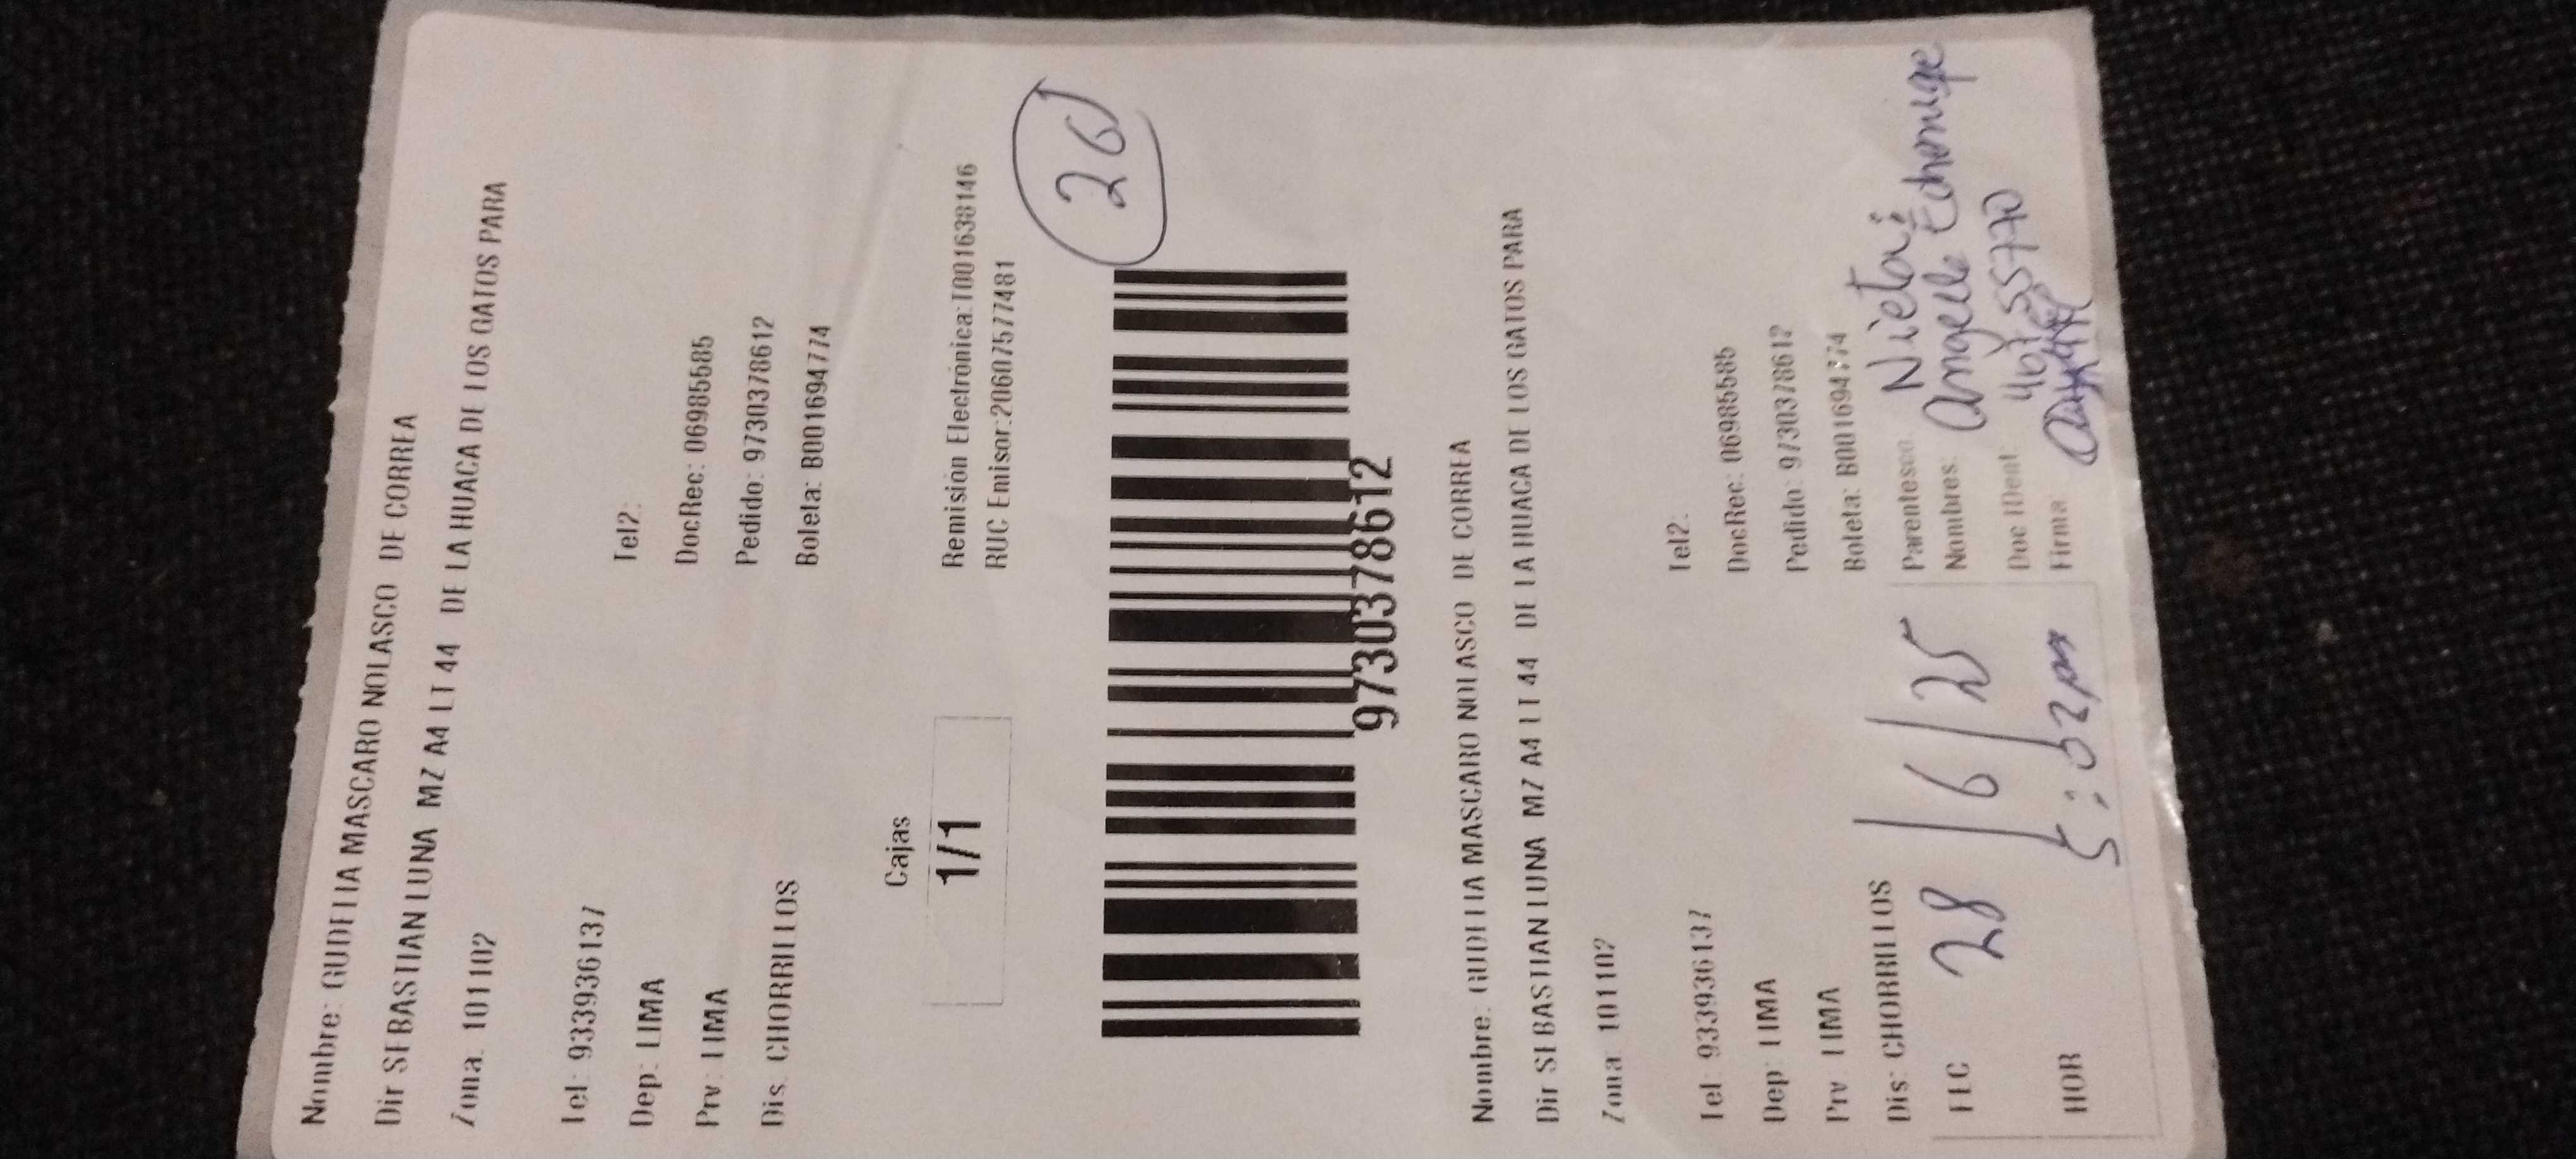 Nombre: GUDELIA MASCARO NOLASCO DE CORREA
Dir SEBASTIAN LUNA MZ A4 LT 44 DE LA HUACA DE LOS GATOS PARA
Zona: 101102
Tel: 933936137 Tel2:
Dep: LIMA DocRec: 06985585
Prv: LIMA Pedido: 9730378612
Dis: CHORRILLOS Boleta: B001694774
Cajas
1/1
Remisión Electrónica: T001638146
RUC Emisor: 20607577481
26
9730378612
Nombre: GUDELIA MASCARO NOLASCO DE CORREA
Dir SEBASTIAN LUNA MZ A4 LT 44 DE LA HUACA DE LOS GATOS PARA
Zona 101102
Tel: 933936137 Tel2:
Dep: LIMA DocRec: 06985585
Prv LIMA Pedido: 9730378612
Dis: CHORRILLOS Boleta: B001694774
Parentesco: Nieta:
FEC 28/6/25 Nombres: Angele
Doc IDent:
HOR 5:02pm Firma